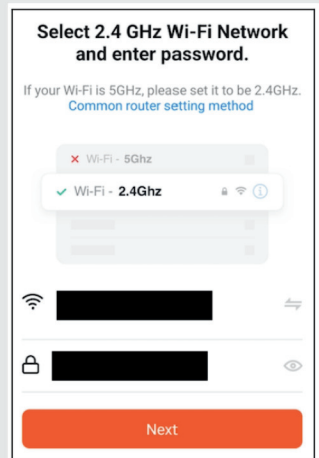 Select 2.4 GHz Wi-Fi Network
and enter password.
If your Wi-Fi is 5GHz, please set it to be 2.4GHz.
Common router setting method
Wi-Fi - 5Ghz
Wi-Fi - 2.4Ghz
Next